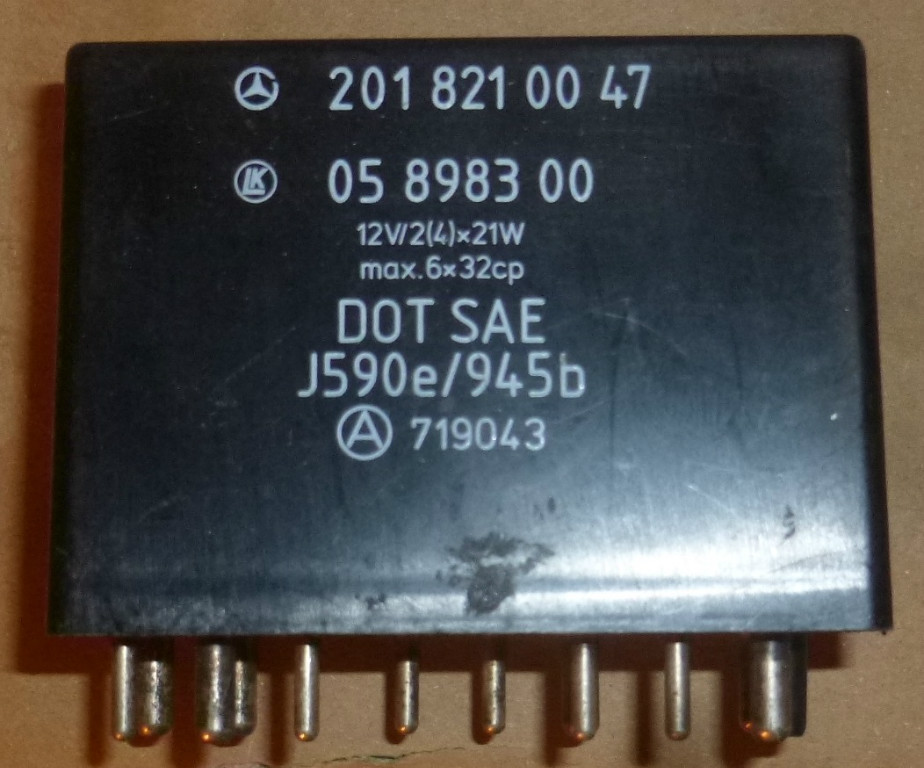 201 821 00 47
LK 05 8983 00
12V/2(4)×21W
max.6×32cp
DOT SAE
J590e/945b
A 719043